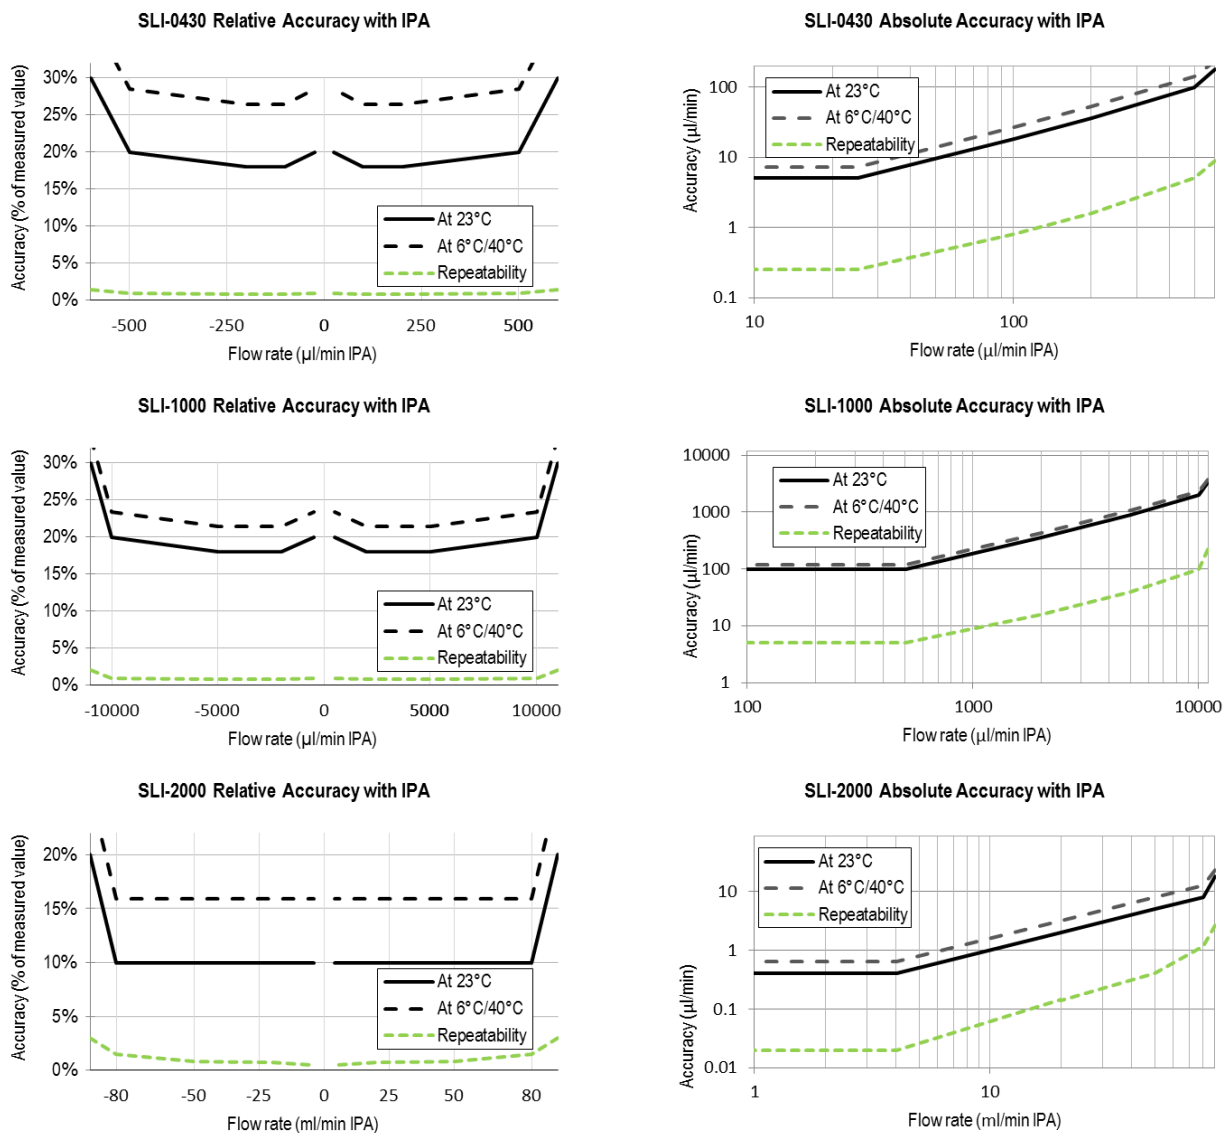 SLI-0430 Relative Accuracy with IPA
Accuracy (% of measured value)
30%
25%
20%
15%
10%
5%
0%
At 23°C
At 6°C/40°C
Repeatability
-500
-250
0
250
500
Flow rate (µl/min IPA)
SLI-0430 Absolute Accuracy with IPA
Accuracy (µl/min)
100
10
1
0.1
At 23°C
At 6°C/40°C
Repeatability
10
100
Flow rate (µl/min IPA)
SLI-1000 Relative Accuracy with IPA
Accuracy (% of measured value)
30%
25%
20%
15%
10%
5%
0%
At 23°C
At 6°C/40°C
Repeatability
-10000
-5000
0
5000
10000
Flow rate (µl/min IPA)
SLI-1000 Absolute Accuracy with IPA
Accuracy (µl/min)
10000
1000
100
10
1
At 23°C
At 6°C/40°C
Repeatability
100
1000
10000
Flow rate (µl/min IPA)
SLI-2000 Relative Accuracy with IPA
Accuracy (% of measured value)
20%
15%
10%
5%
0%
At 23°C
At 6°C/40°C
Repeatability
-80
-50
-25
0
25
50
80
Flow rate (ml/min IPA)
SLI-2000 Absolute Accuracy with IPA
Accuracy (µl/min)
10
1
0.1
0.01
At 23°C
At 6°C/40°C
Repeatability
1
10
Flow rate (ml/min IPA)